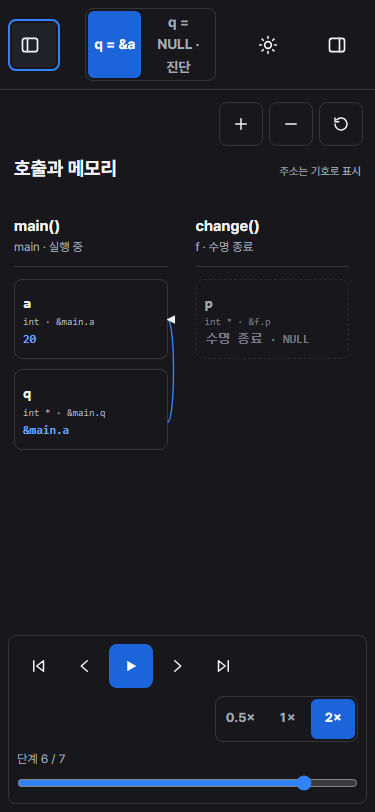 q = &a
q =
NULL ·
진단
호출과 메모리
주소는 기호로 표시
main()
main · 실행 중
change()
f · 수명 종료
a
int · &main.a
20
p
int * · &f.p
수명 종료 · NULL
q
int * · &main.q
&main.a
0.5×
1×
2×
단계 6 / 7